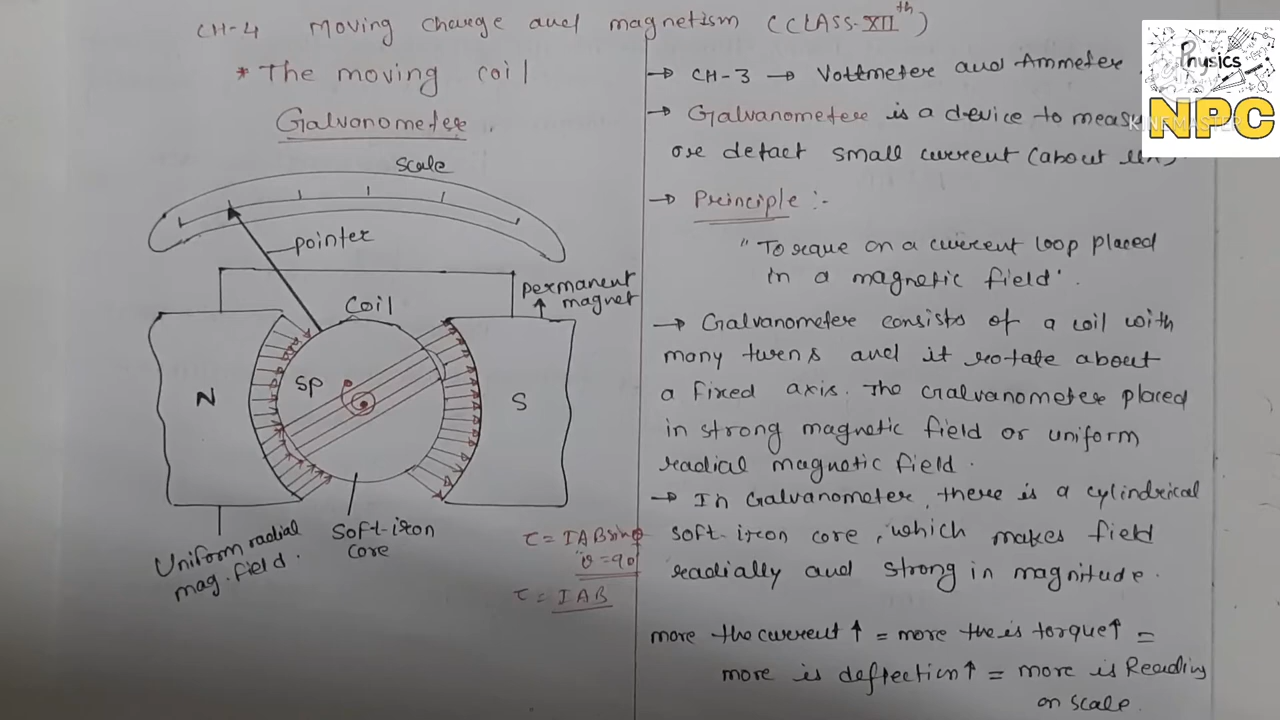 CH-4 Moving charge and magnetism (CLASS-XIIth)
* The moving coil
Galvanometer.
scale
pointer
coil
permanent
magnet
N
SP
S
Uniform radial
mag. field.
Soft-iron
core
τ = IAB sinθ
θ = 90
τ = IAB
→ CH-3 → Voltmeter and Ammeter
→ Galvanometer is a device to measu
or detact small current (about
→ Principle :-
"Torque on a current loop placed
in a magnetic field"
→ Galvanometer consists of a coil with
many turns and it rotate about
a fixed axis. The Galvanometer placed
in strong magnetic field or uniform
radial magnetic field.
→ In Galvanometer, there is a cylindrical
soft-iron core, which makes field
radially and strong in magnitude.
more the current ↑ = more the is torque ↑ =
more is deflection ↑ = more is Reading
on scale.
Physics
NPC
KINEMASTER